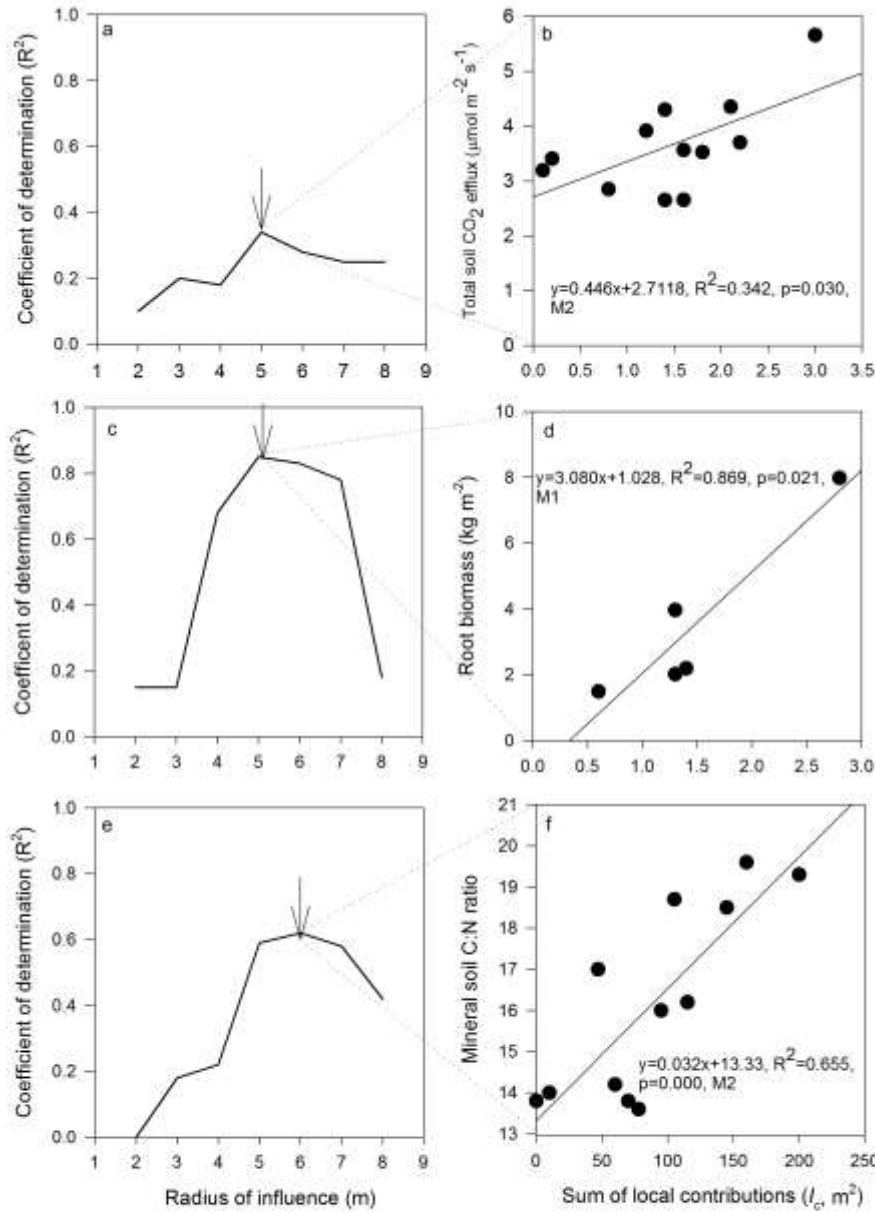 a
Coefficient of determination (R²)
1.0
0.8
0.6
0.4
0.2
0.0
1 2 3 4 5 6 7 8 9
b
Total soil CO₂ efflux (µmol m⁻² s⁻¹)
6
5
4
3
2
1
0
y=0.446x+2.7118, R²=0.342, p=0.030,
M2
0.0 0.5 1.0 1.5 2.0 2.5 3.0 3.5
c
Coefficent of determination (R²)
1.0
0.8
0.6
0.4
0.2
0.0
1 2 3 4 5 6 7 8 9
d
Root biomass (kg m⁻²)
10
8
6
4
2
0
y=3.080x+1.028, R²=0.869, p=0.021,
M1
0.0 0.5 1.0 1.5 2.0 2.5 3.0
e
Coefficient of determination (R²)
1.0
0.8
0.6
0.4
0.2
0.0
1 2 3 4 5 6 7 8 9
Radius of influence (m)
f
Mineral soil C:N ratio
21
20
19
18
17
16
15
14
13
y=0.032x+13.33, R²=0.655,
p=0.000, M2
0 50 100 150 200 250
Sum of local contributions (I_c, m²)